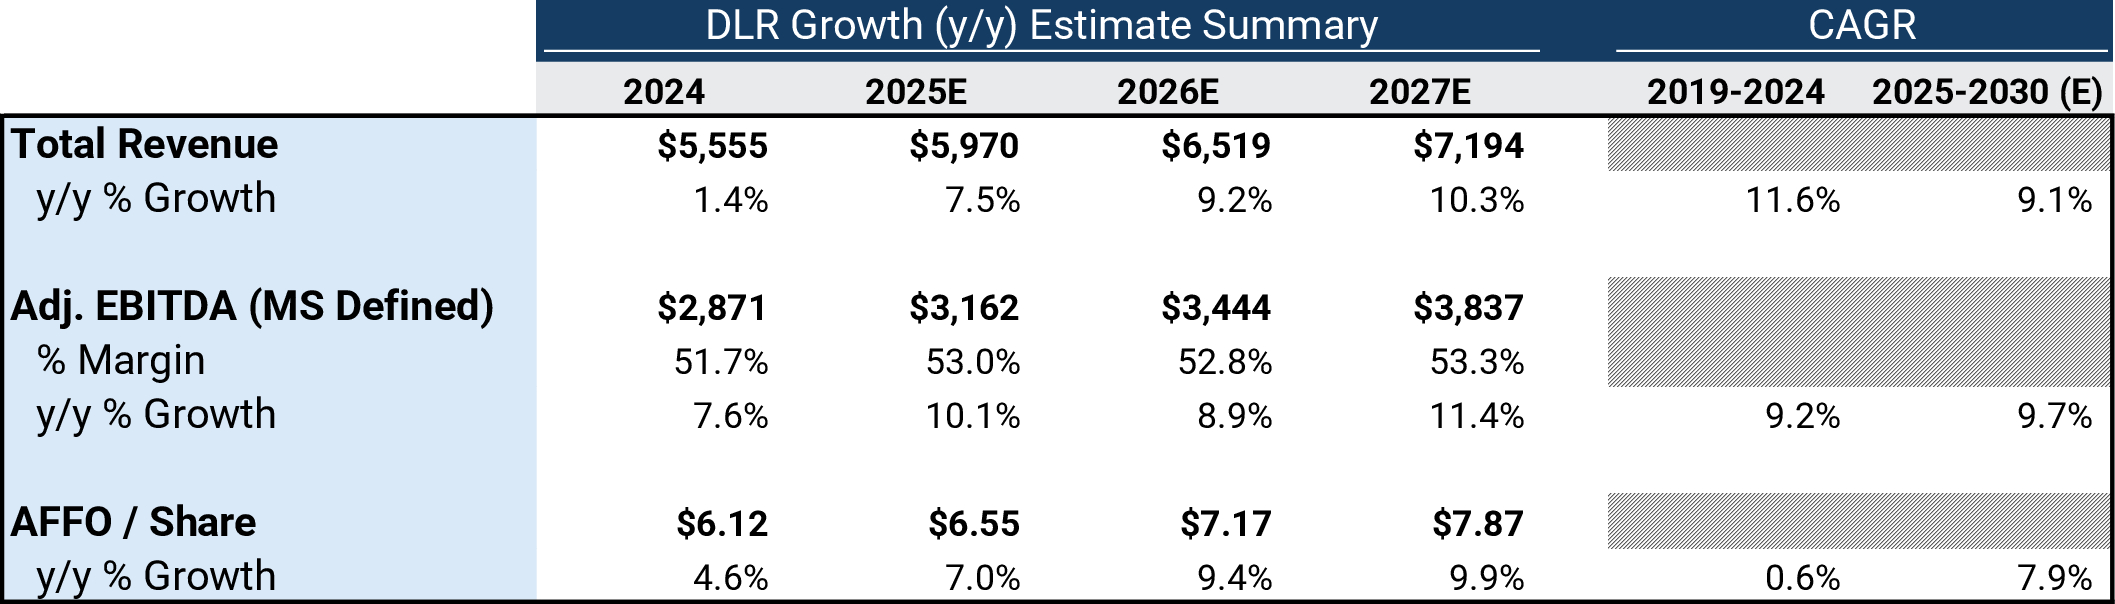 DLR Growth (y/y) Estimate Summary CAGR
2024 2025E 2026E 2027E 2019-2024 2025-2030 (E)
Total Revenue $5,555 $5,970 $6,519 $7,194
y/y % Growth 1.4% 7.5% 9.2% 10.3% 11.6% 9.1%
Adj. EBITDA (MS Defined) $2,871 $3,162 $3,444 $3,837
% Margin 51.7% 53.0% 52.8% 53.3%
y/y % Growth 7.6% 10.1% 8.9% 11.4% 9.2% 9.7%
AFFO / Share $6.12 $6.55 $7.17 $7.87
y/y % Growth 4.6% 7.0% 9.4% 9.9% 0.6% 7.9%